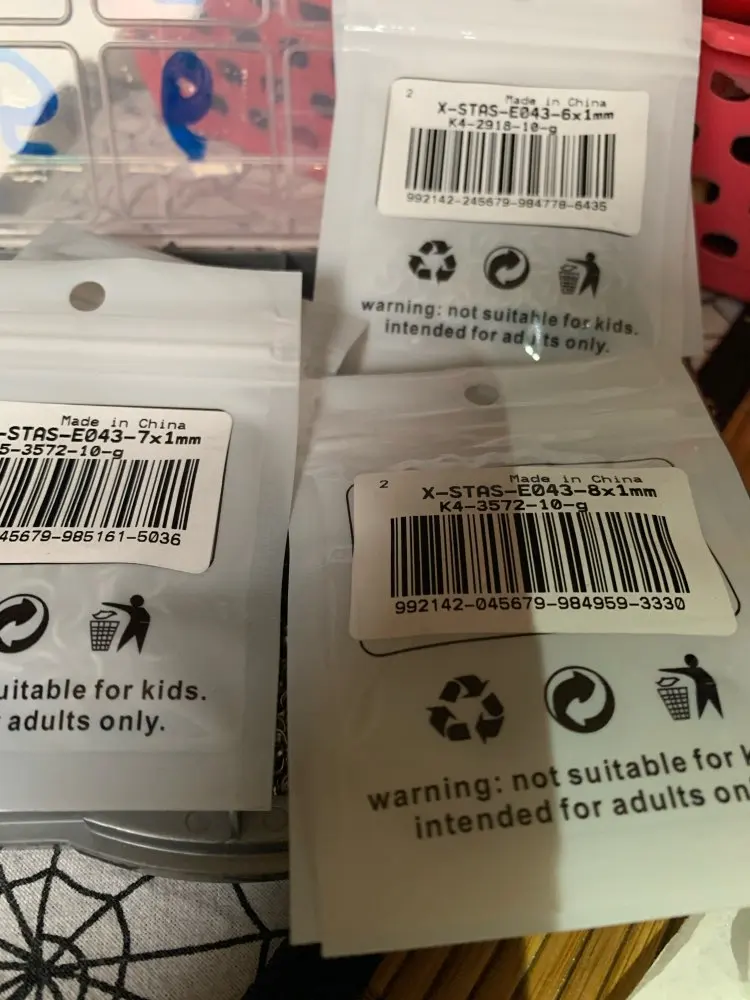 2
Made in China
X-STAS-E043-6x1mm
K4-2918-10-g
992142-245679-984778-6435
warning: not suitable for kids.
intended for adults only.
Made in China
-STAS-E043-7x1mm
5-3572-10-g
45679-985161-5036
uitable for kids.
adults only.
2
Made in China
X-STAS-E043-8x1mm
K4-3572-10-g
992142-045679-984959-3330
warning: not suitable for k
intended for adults on
9